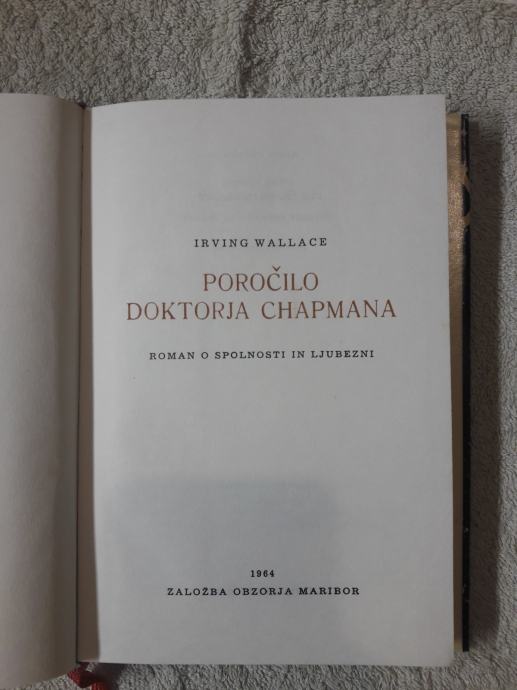 IRVING WALLACE
POROČILO
DOKTORJA CHAPMANA
ROMAN O SPOLNOSTI IN LJUBEZNI
1964
ZALOŽBA OBZORJA MARIBOR